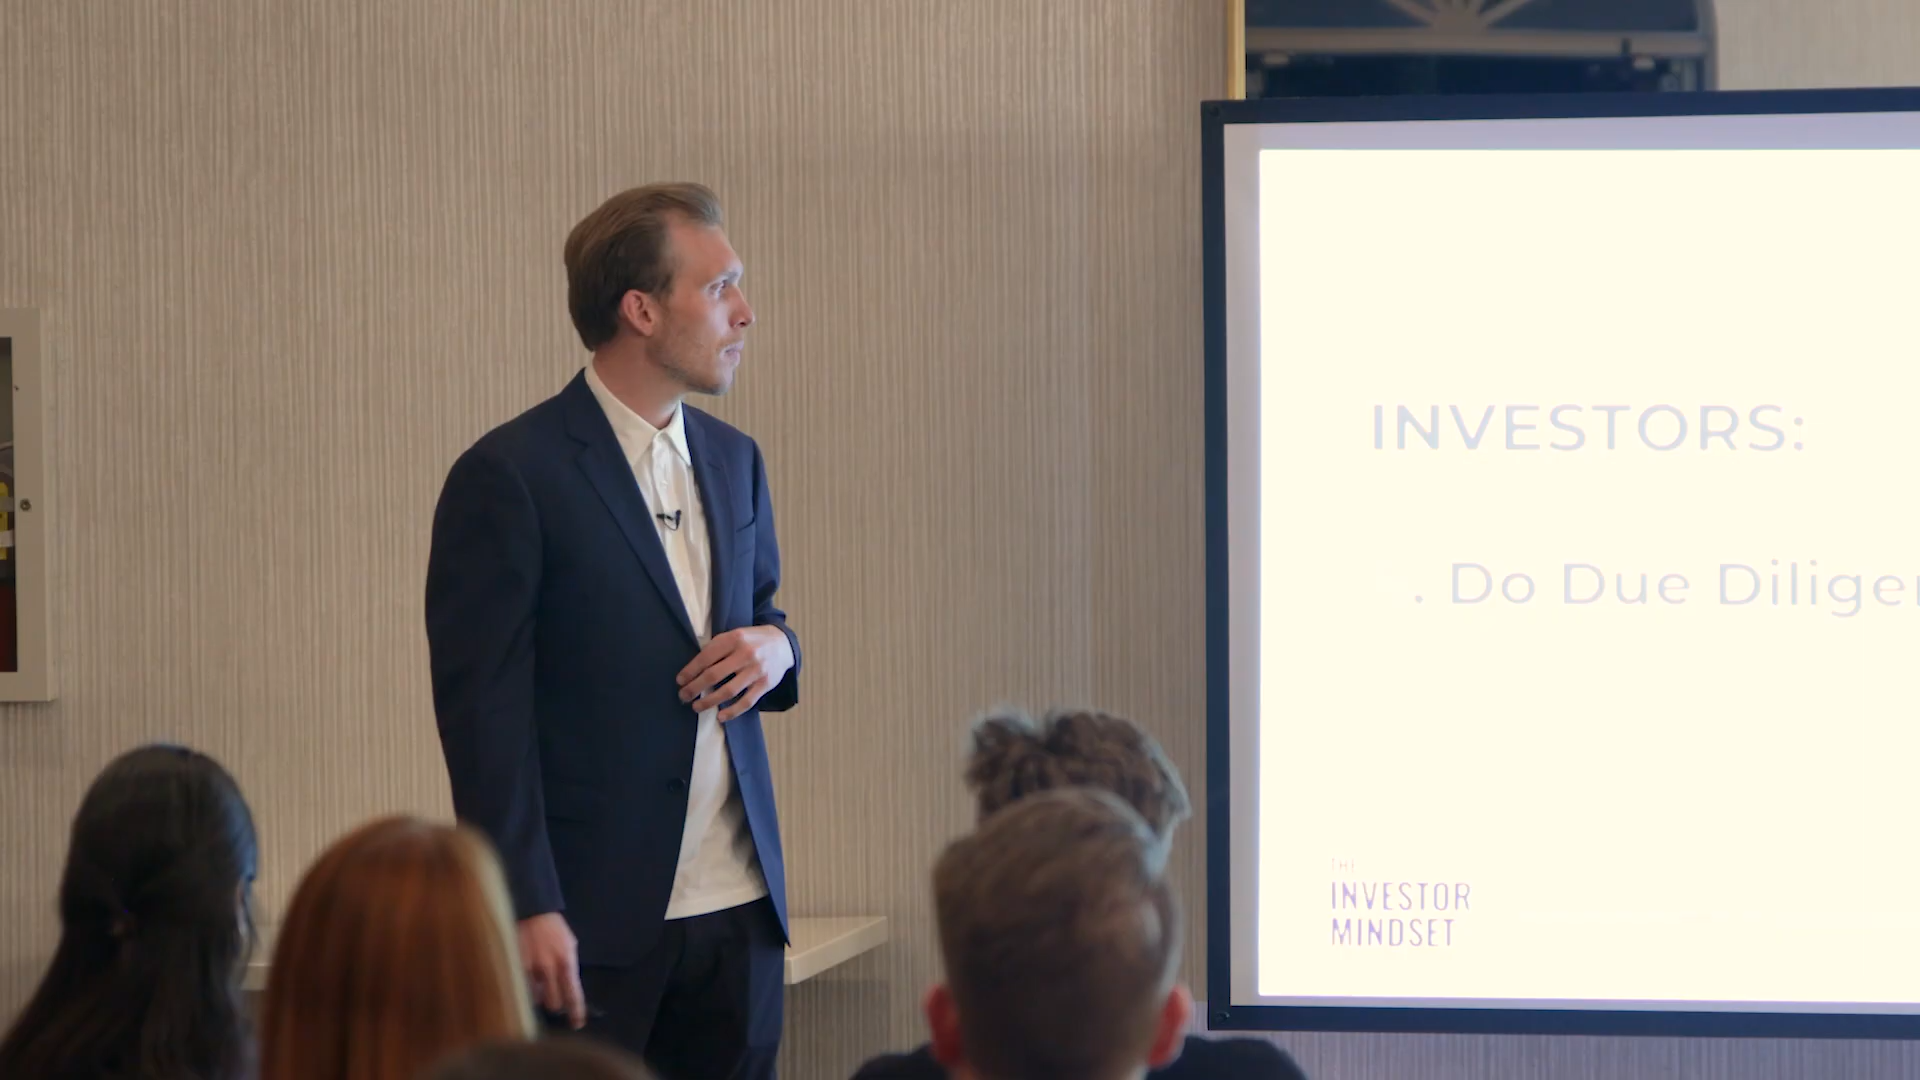 INVESTORS:
. Do Due Dilige
THE
INVESTOR
MINDSET